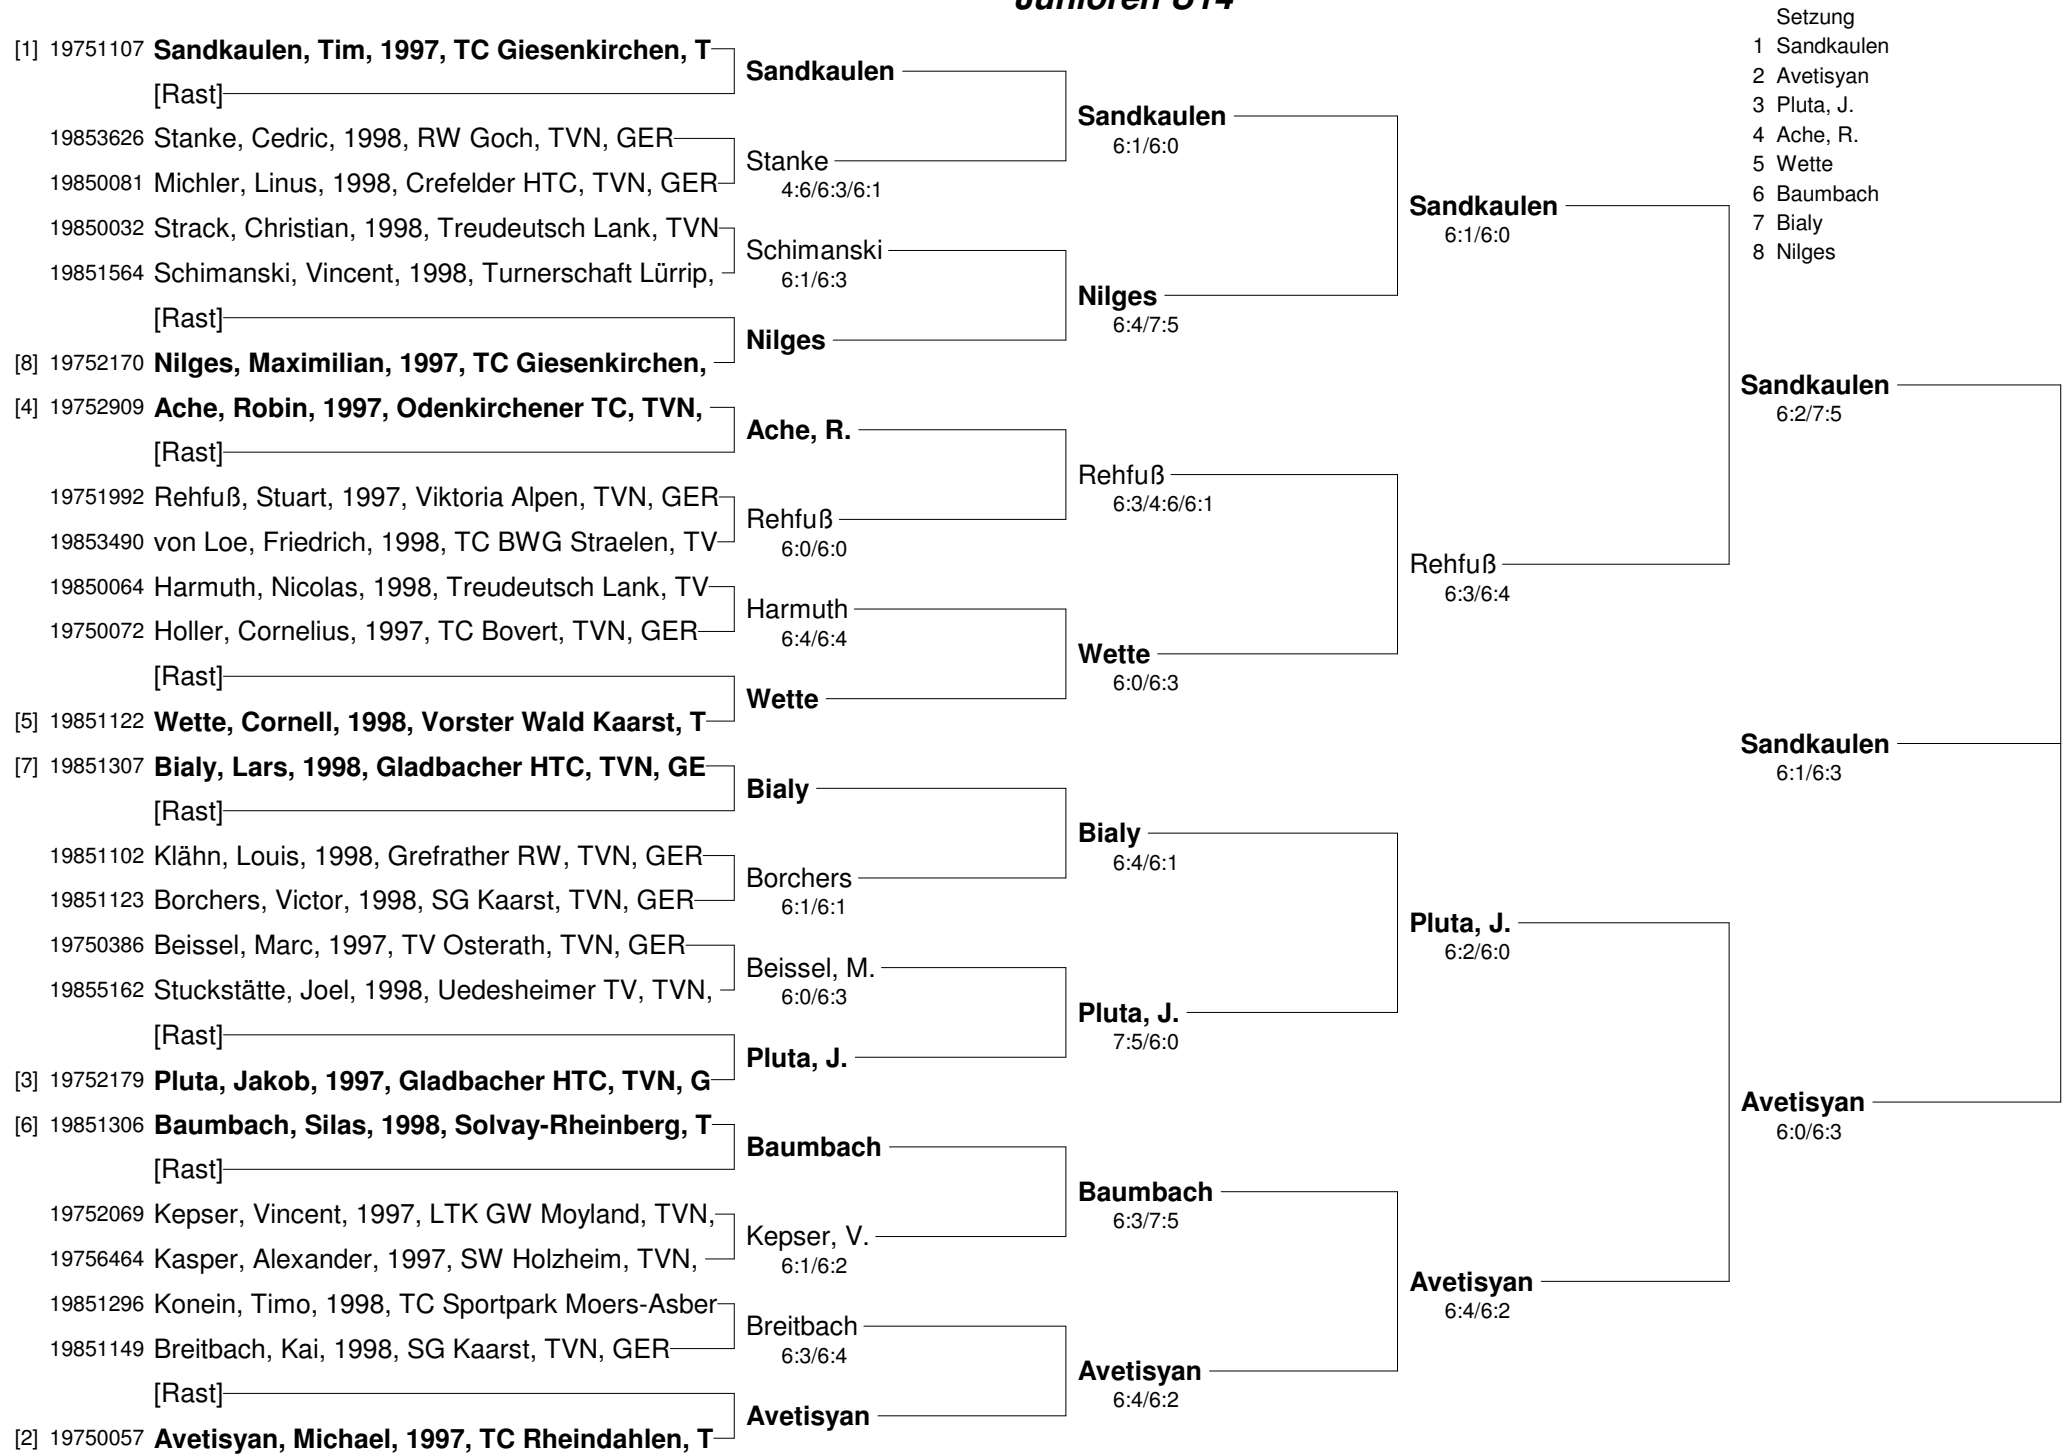 Junioren U14
Setzung
1 Sandkaulen
2 Avetisyan
3 Pluta, J.
4 Ache, R.
5 Wette
6 Baumbach
7 Bialy
8 Nilges
[1] 19751107 Sandkaulen, Tim, 1997, TC Giesenkirchen, T
[Rast]
19853626 Stanke, Cedric, 1998, RW Goch, TVN, GER
19850081 Michler, Linus, 1998, Crefelder HTC, TVN, GER
19850032 Strack, Christian, 1998, Treudeutsch Lank, TVN
19851564 Schimanski, Vincent, 1998, Turnerschaft Lürrip,
[Rast]
[8] 19752170 Nilges, Maximilian, 1997, TC Giesenkirchen,
[4] 19752909 Ache, Robin, 1997, Odenkirchener TC, TVN,
[Rast]
19751992 Rehfuß, Stuart, 1997, Viktoria Alpen, TVN, GER
19853490 von Loe, Friedrich, 1998, TC BWG Straelen, TV
19850064 Harmuth, Nicolas, 1998, Treudeutsch Lank, TV
19750072 Holler, Cornelius, 1997, TC Bovert, TVN, GER
[Rast]
[5] 19851122 Wette, Cornell, 1998, Vorster Wald Kaarst, T
[7] 19851307 Bialy, Lars, 1998, Gladbacher HTC, TVN, GE
[Rast]
19851102 Klähn, Louis, 1998, Grefrather RW, TVN, GER
19851123 Borchers, Victor, 1998, SG Kaarst, TVN, GER
19750386 Beissel, Marc, 1997, TV Osterath, TVN, GER
19855162 Stuckstätte, Joel, 1998, Uedesheimer TV, TVN,
[Rast]
[3] 19752179 Pluta, Jakob, 1997, Gladbacher HTC, TVN, G
[6] 19851306 Baumbach, Silas, 1998, Solvay-Rheinberg, T
[Rast]
19752069 Kepser, Vincent, 1997, LTK GW Moyland, TVN,
19756464 Kasper, Alexander, 1997, SW Holzheim, TVN,
19851296 Konein, Timo, 1998, TC Sportpark Moers-Asber
19851149 Breitbach, Kai, 1998, SG Kaarst, TVN, GER
[Rast]
[2] 19750057 Avetisyan, Michael, 1997, TC Rheindahlen, T
Sandkaulen
Stanke
4:6/6:3/6:1
Schimanski
6:1/6:3
Nilges
Ache, R.
Rehfuß
6:0/6:0
Harmuth
6:4/6:4
Wette
Bialy
Borchers
6:1/6:1
Beissel, M.
6:0/6:3
Pluta, J.
Baumbach
Kepser, V.
6:1/6:2
Breitbach
6:3/6:4
Avetisyan
Sandkaulen
6:1/6:0
Nilges
6:4/7:5
Rehfuß
6:3/4:6/6:1
Wette
6:0/6:3
Bialy
6:4/6:1
Pluta, J.
7:5/6:0
Baumbach
6:3/7:5
Avetisyan
6:4/6:2
Sandkaulen
6:1/6:0
Rehfuß
6:3/6:4
Pluta, J.
6:2/6:0
Avetisyan
6:4/6:2
Sandkaulen
6:2/7:5
Sandkaulen
6:1/6:3
Avetisyan
6:0/6:3